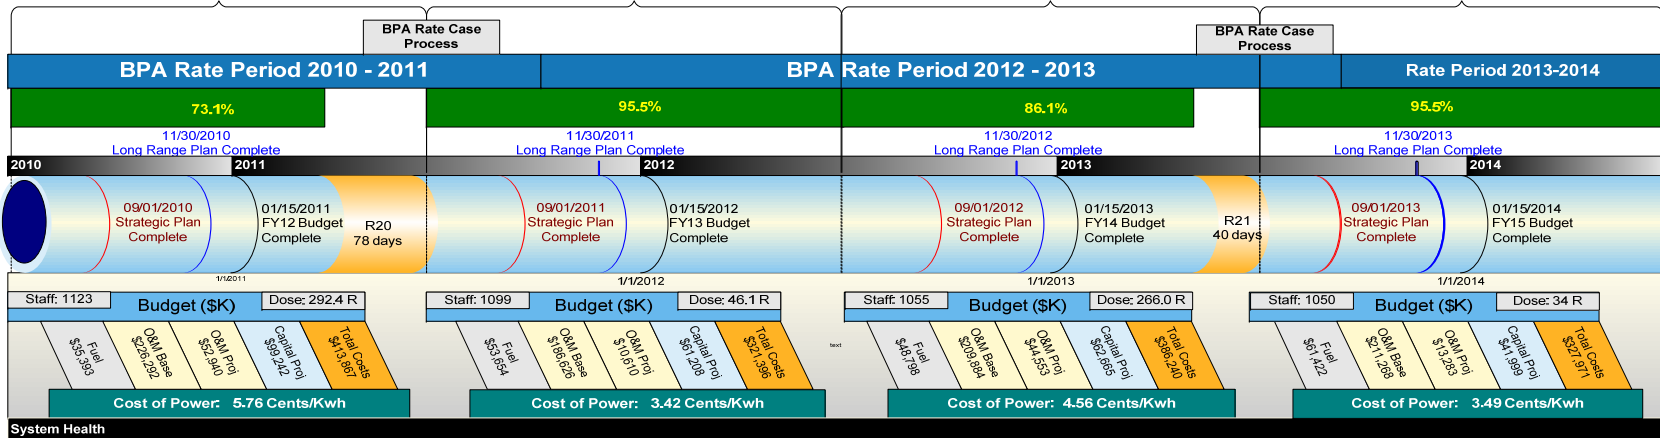 BPA Rate Case
Process
BPA Rate Case
Process
BPA Rate Period 2010 - 2011
BPA Rate Period 2012 - 2013
Rate Period 2013-2014
73.1%
95.5%
86.1%
95.5%
11/30/2010
Long Range Plan Complete
11/30/2011
Long Range Plan Complete
11/30/2012
Long Range Plan Complete
11/30/2013
Long Range Plan Complete
2010
2011
2012
2013
2014
09/01/2010
Strategic Plan
Complete
01/15/2011
FY12 Budget
Complete
R20
78 days
09/01/2011
Strategic Plan
Complete
01/15/2012
FY13 Budget
Complete
09/01/2012
Strategic Plan
Complete
01/15/2013
FY14 Budget
Complete
R21
40 days
09/01/2013
Strategic Plan
Complete
01/15/2014
FY15 Budget
Complete
1/1/2011
1/1/2012
1/1/2013
1/1/2014
Staff: 1123
Budget ($K)
Dose: 292.4 R
Fuel
$35,393
O&M Base
$226,292
O&M Proj
$52,940
Capital Proj
$99,242
Total Costs
$413,867
Cost of Power: 5.76 Cents/Kwh
Staff: 1099
Budget ($K)
Dose: 46.1 R
Fuel
$53,654
O&M Base
$186,626
O&M Proj
$10,610
Capital Proj
$61,208
Total Costs
$321,396
Cost of Power: 3.42 Cents/Kwh
text
Staff: 1055
Budget ($K)
Dose: 266.0 R
Fuel
$48,798
O&M Base
$209,884
O&M Proj
$44,553
Capital Proj
$62,665
Total Costs
$386,240
Cost of Power: 4.56 Cents/Kwh
Staff: 1050
Budget ($K)
Dose: 34 R
Fuel
$61,422
O&M Base
$211,268
O&M Proj
$13,283
Capital Proj
$41,999
Total Costs
$327,971
Cost of Power: 3.49 Cents/Kwh
System Health